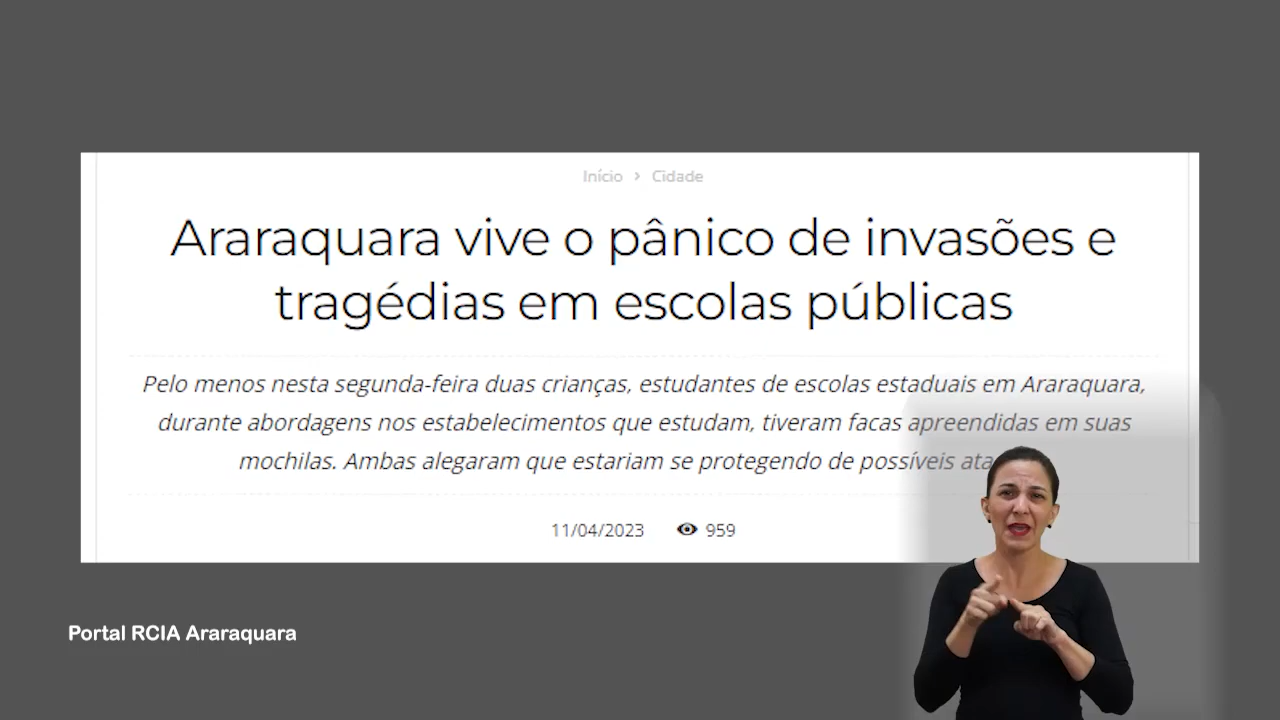 Início > Cidade
Araraquara vive o pânico de invasões e
tragédias em escolas públicas
Pelo menos nesta segunda-feira duas crianças, estudantes de escolas estaduais em Araraquara,
durante abordagens nos estabelecimentos que estudam, tiveram facas apreendidas em suas
mochilas. Ambas alegaram que estariam se protegendo de possíveis
11/04/2023 959
Portal RCIA Araraquara